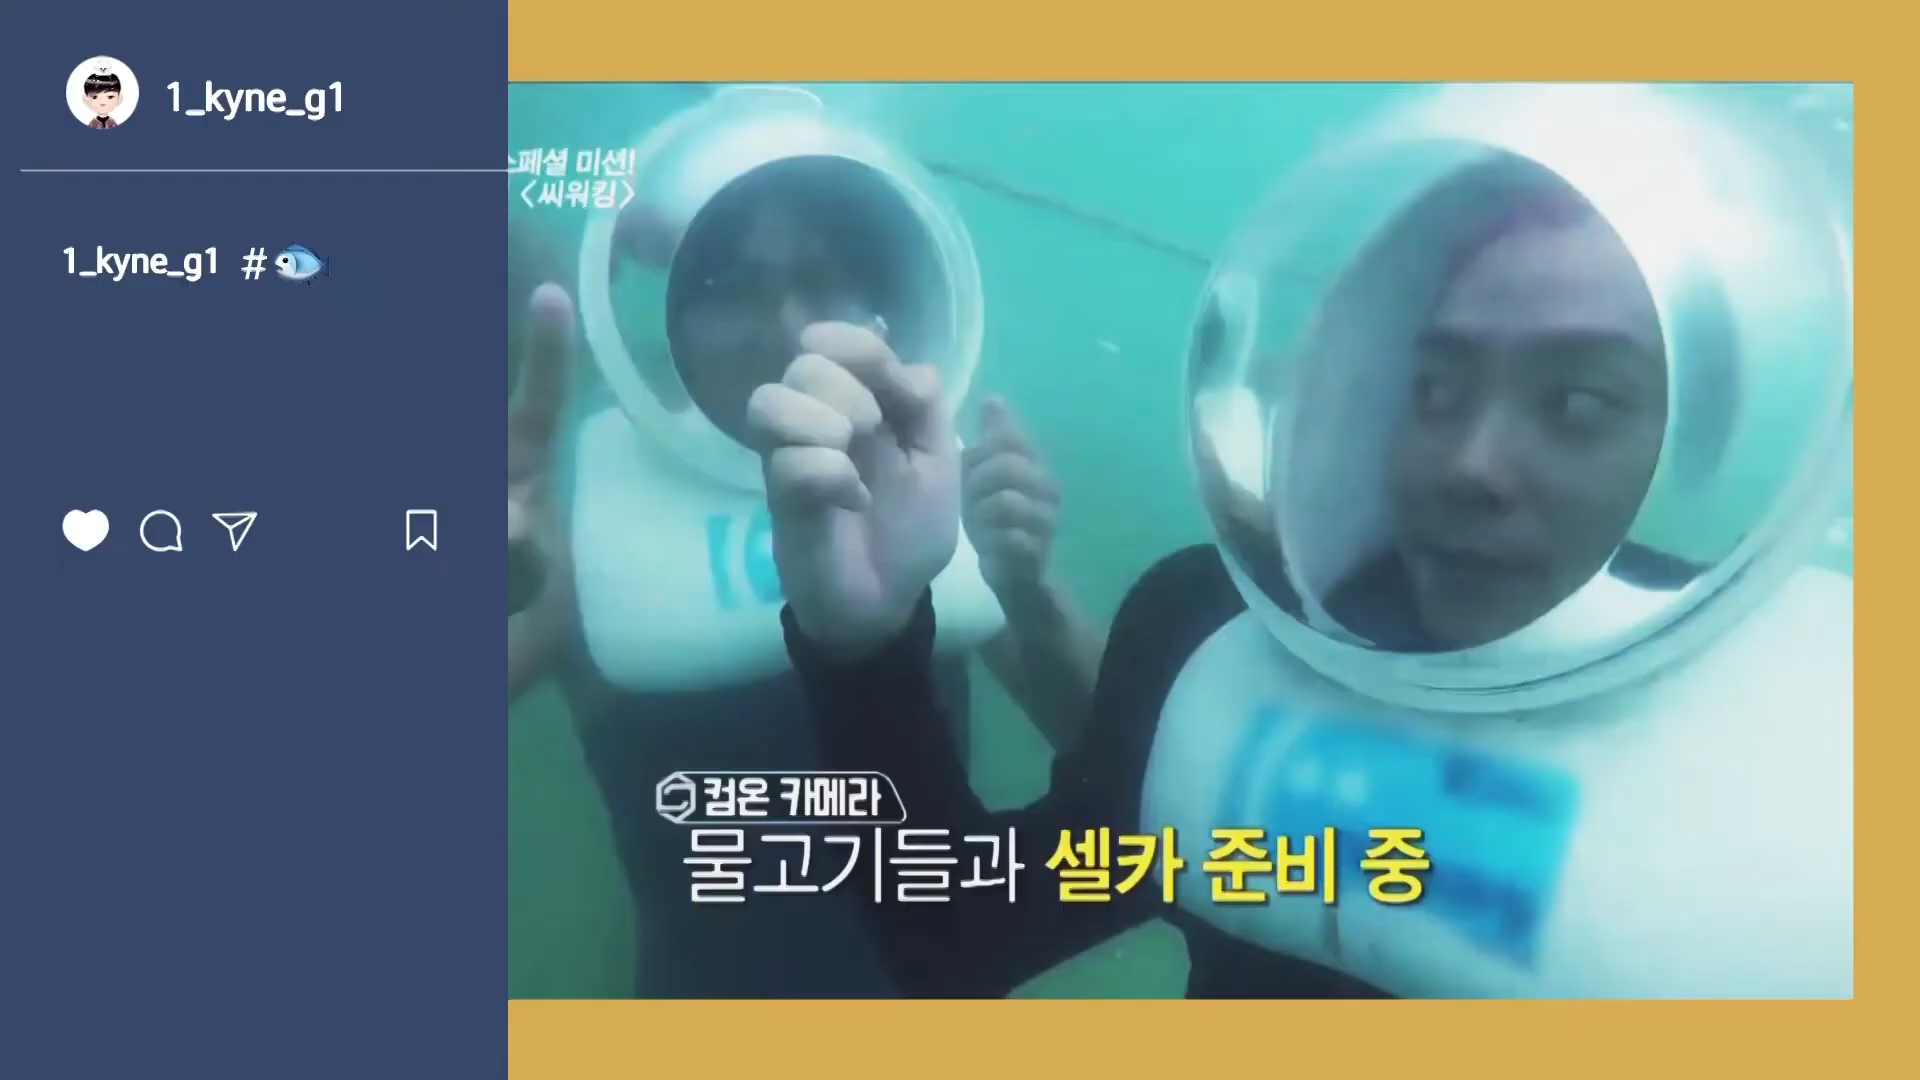 1_kyne_g1
1_kyne_g1 #🐟
스페셜 미션!
<씨워킹>
컴온 카메라
물고기들과 셀카 준비 중